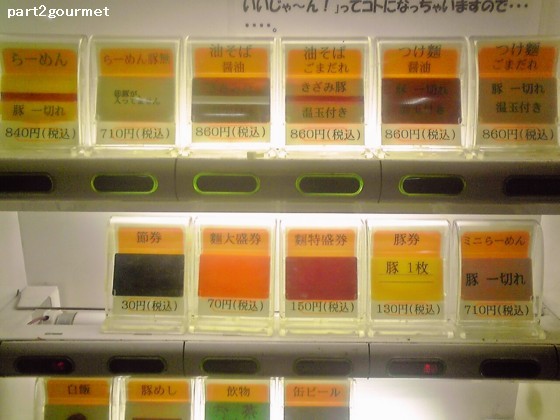 part2gourmet
いいじゃ～ん！」ってコトになっちゃいますので・・・
・・・・。
らーめん
豚 一切れ
840円(税込)
らーめん豚無
入ってません
710円(税込)
油そば
醤油
860円(税込)
油そば
ごまだれ
きざみ豚
温玉付き
860円(税込)
つけ麺
醤油
豚 一切れ
860円(税込)
つけ麺
ごまだれ
豚 一切れ
温玉付き
860円(税込)
節券
30円(税込)
麺大盛券
70円(税込)
麺特盛券
150円(税込)
豚券
豚 1枚
130円(税込)
ミニらーめん
豚 一切れ
710円(税込)
白飯
豚めし
飲物
缶ビール